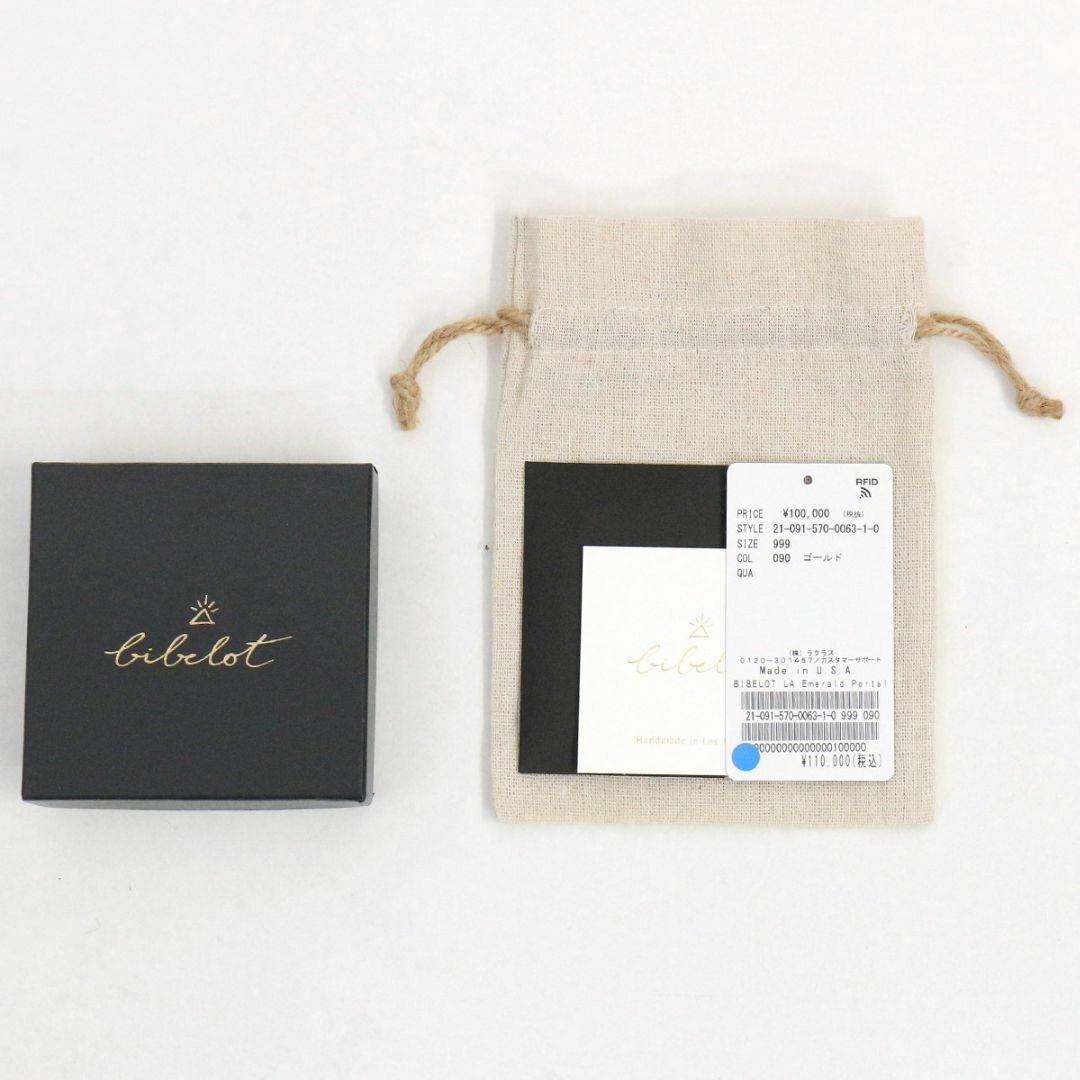 bibelot
bibelot
Handmade in Los
RFID
PRICE ¥100,000 (税抜)
STYLE 21-091-570-0063-1-0
SIZE 999
COL 090 ゴールド
QUA
(株) ラクラス
0120-301457/カスタマーサポート
Made in U.S.A
BIBELOT LA Emerald Portal
21-091-570-0063-1-0 999 090
00000000000000100000
¥110,000(税込)